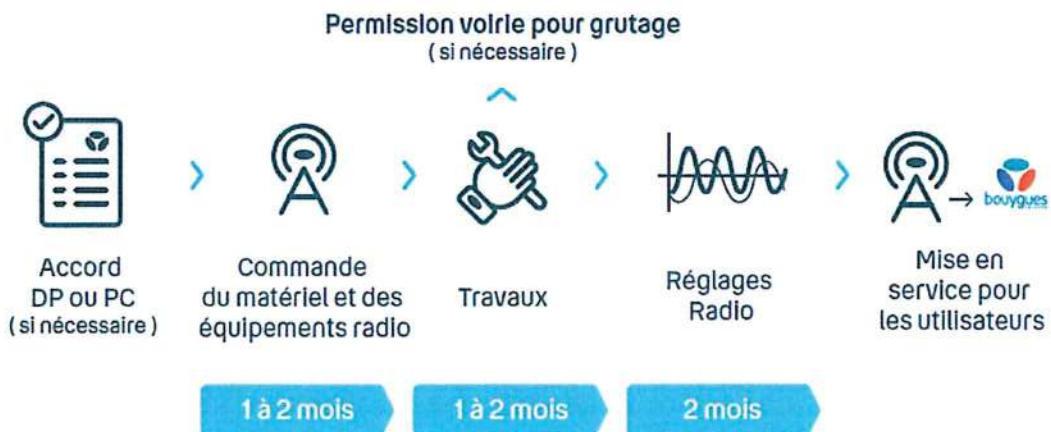 Permission voirie pour grutage
( si nécessaire )
Accord
DP ou PC
( si nécessaire )
Commande
du matériel et des
équipements radio
Travaux
Réglages
Radio
bouygues
Mise en
service pour
les utilisateurs
1 à 2 mois
1 à 2 mois
2 mois